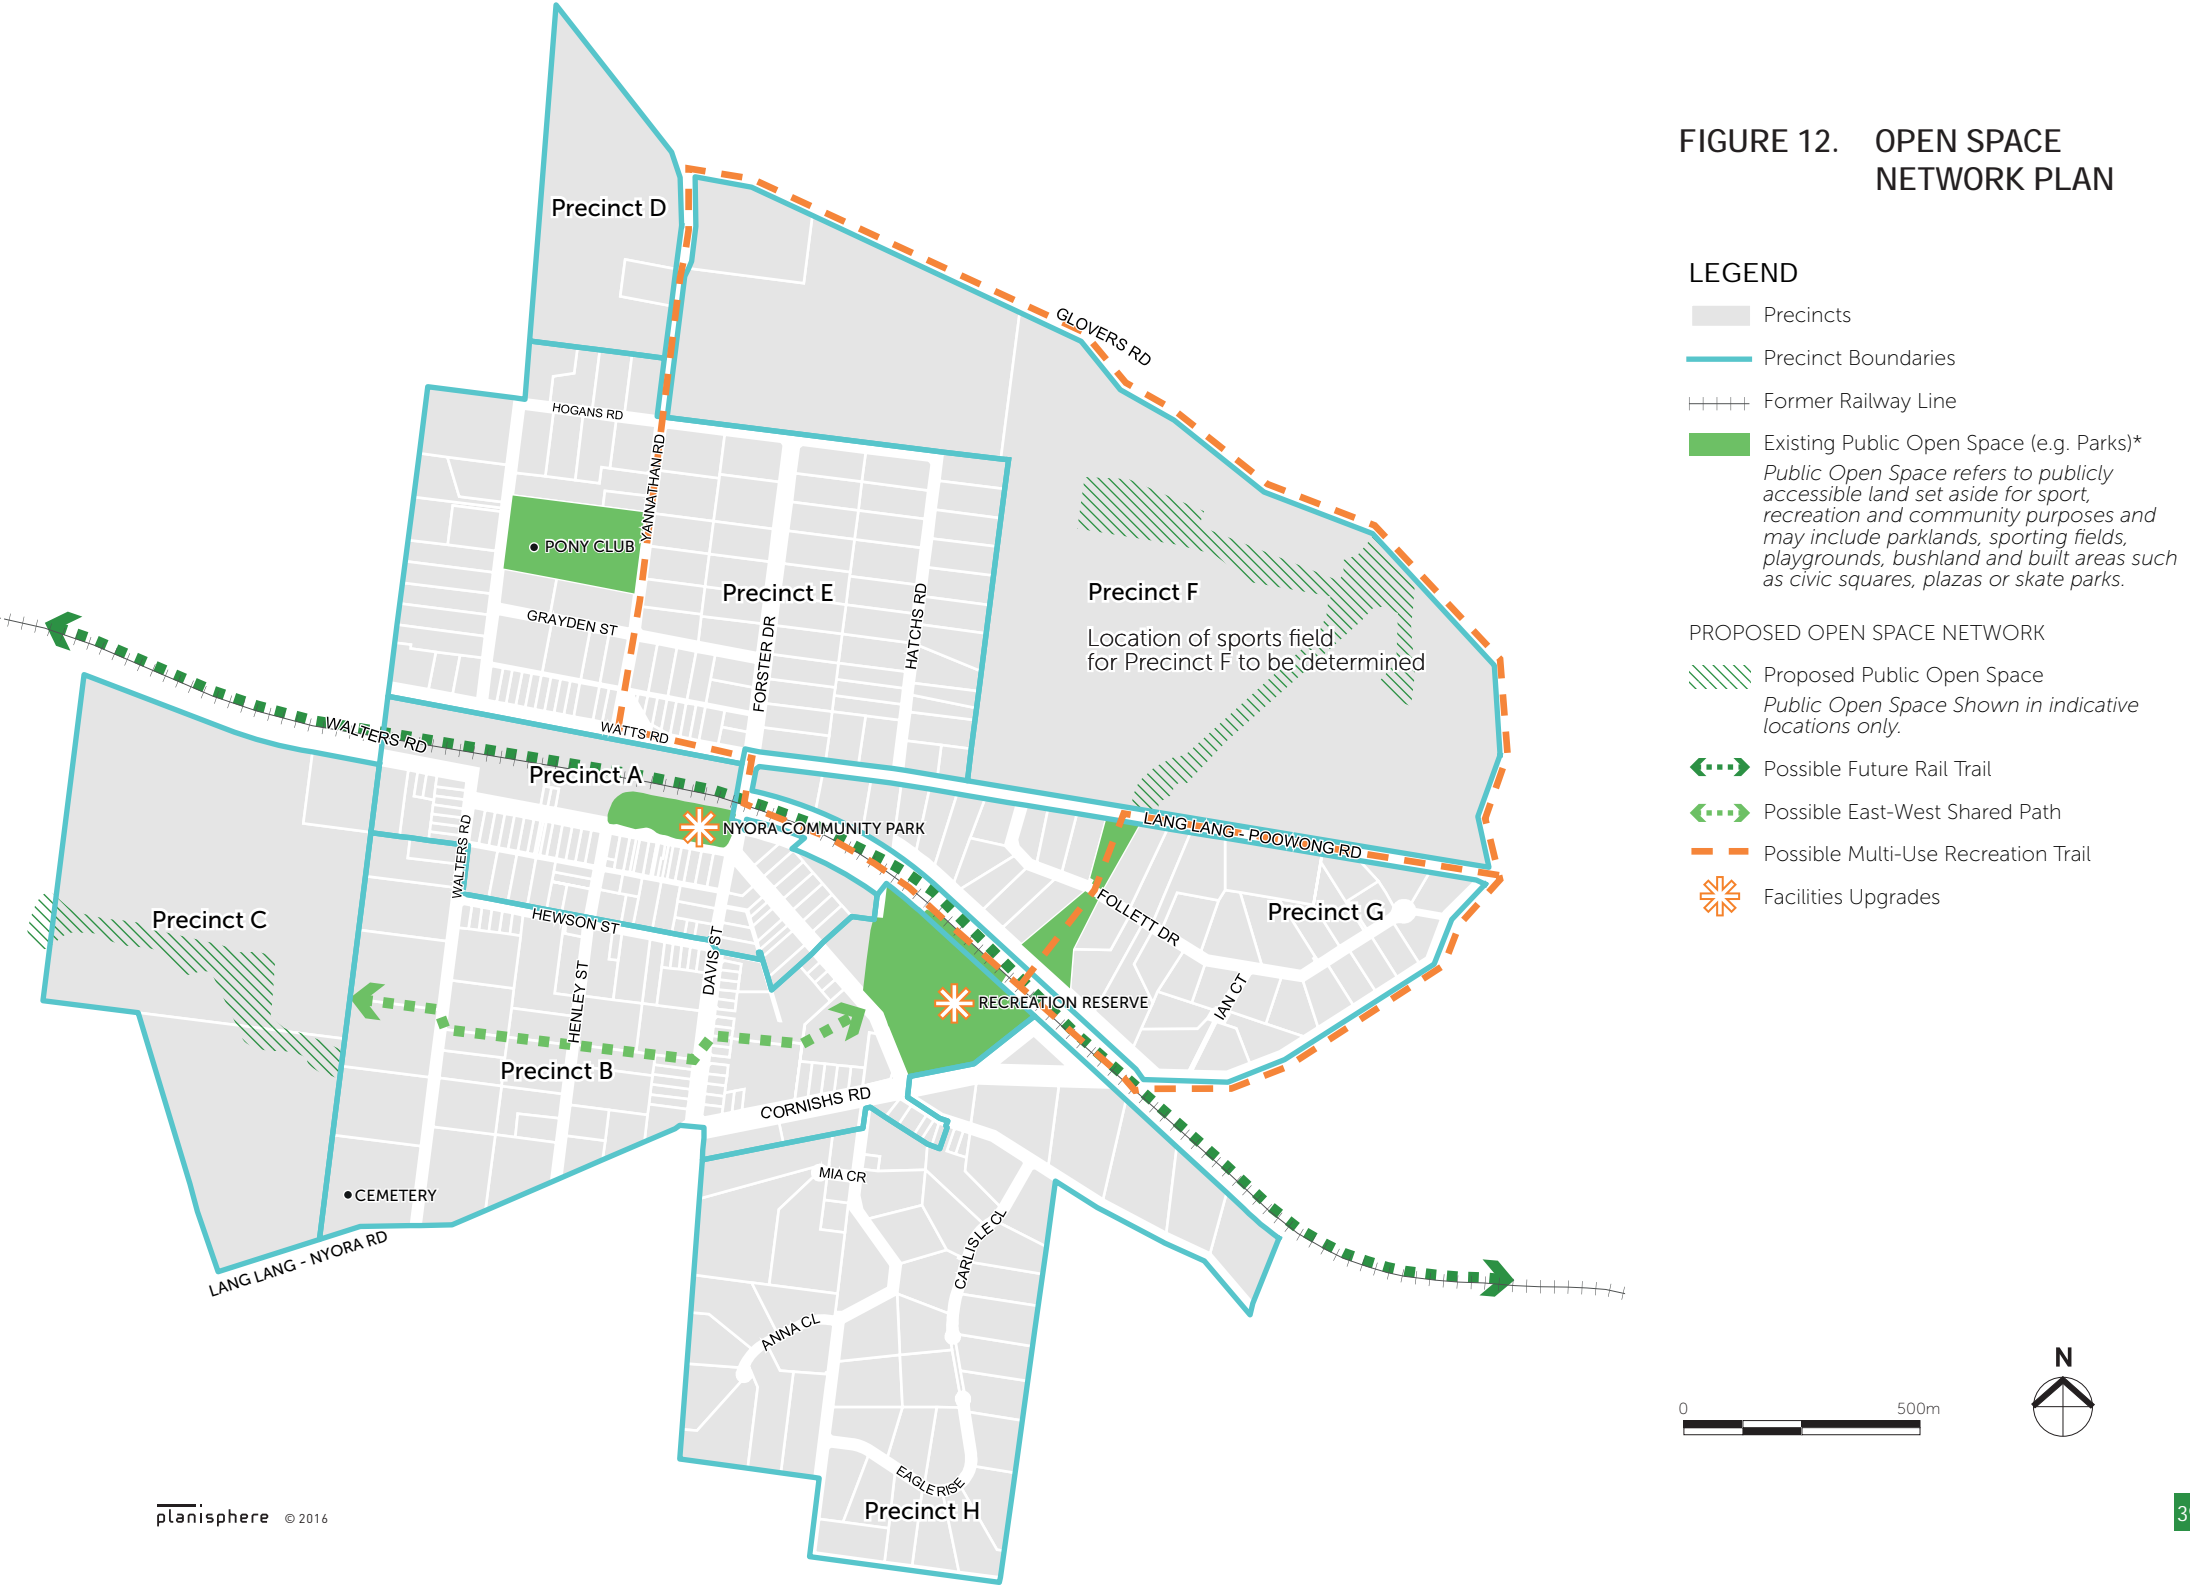 FIGURE 12. OPEN SPACE
NETWORK PLAN
LEGEND
Precincts
Precinct Boundaries
Former Railway Line
Existing Public Open Space (e.g. Parks)*
Public Open Space refers to publicly
accessible land set aside for sport,
recreation and community purposes and
may include parklands, sporting fields,
playgrounds, bushland and built areas such
as civic squares, plazas or skate parks.
PROPOSED OPEN SPACE NETWORK
Proposed Public Open Space
Public Open Space Shown in indicative
locations only.
Possible Future Rail Trail
Possible East-West Shared Path
Possible Multi-Use Recreation Trail
Facilities Upgrades
Precinct D
GLOVERS RD
HOGANS RD
YANNATHAN RD
PONY CLUB
Precinct E
Precinct F
Location of sports field
for Precinct F to be determined
GRAYDEN ST
FORSTER DR
HATCHS RD
WALTERS RD
WATTS RD
Precinct A
NYORA COMMUNITY PARK
LANG LANG - POOWONG RD
WALTERS RD
Precinct C
HEWSON ST
DAVIS ST
HENLEY ST
FOLLETT DR
Precinct G
IAN CT
RECREATION RESERVE
Precinct B
CORNISHS RD
MIA CR
CEMETERY
LANG LANG - NYORA RD
CARLISLE CL
ANNA CL
EAGLE RISE
Precinct H
0 500m
N
planisphere © 2016